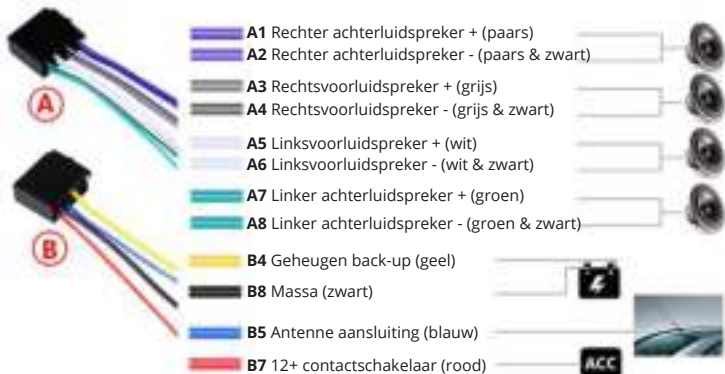 A1 Rechter achterluidspreker + (paars)
A2 Rechter achterluidspreker - (paars & zwart)
A3 Rechtsvoorluidspreker + (grijs)
A4 Rechtsvoorluidspreker - (grijs & zwart)
A
A5 Linksvoorluidspreker + (wit)
A6 Linksvoorluidspreker - (wit & zwart)
A7 Linker achterluidspreker + (groen)
A8 Linker achterluidspreker - (groen & zwart)
B
B4 Geheugen back-up (geel)
B8 Massa (zwart)
B5 Antenne aansluiting (blauw)
B7 12+ contactschakelaar (rood)
ACC